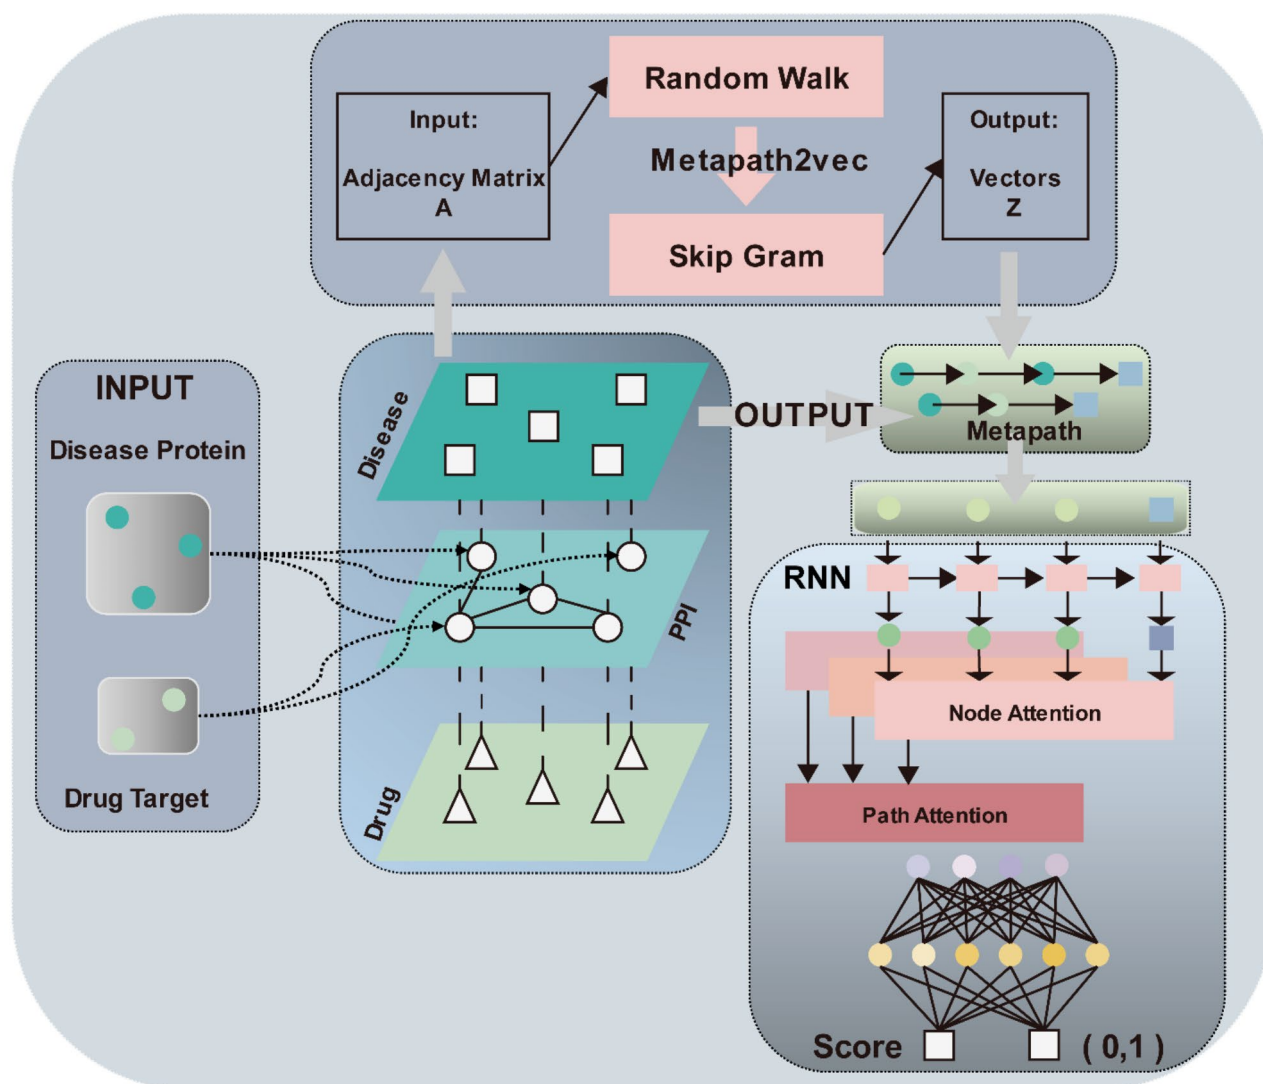 Random Walk
Input:
Adjacency Matrix
A
Metapath2vec
Skip Gram
Output:
Vectors
Z
INPUT
Disease Protein
Drug Target
Disease
PPI
Drug
OUTPUT
Metapath
RNN
Node Attention
Path Attention
Score
( 0,1 )